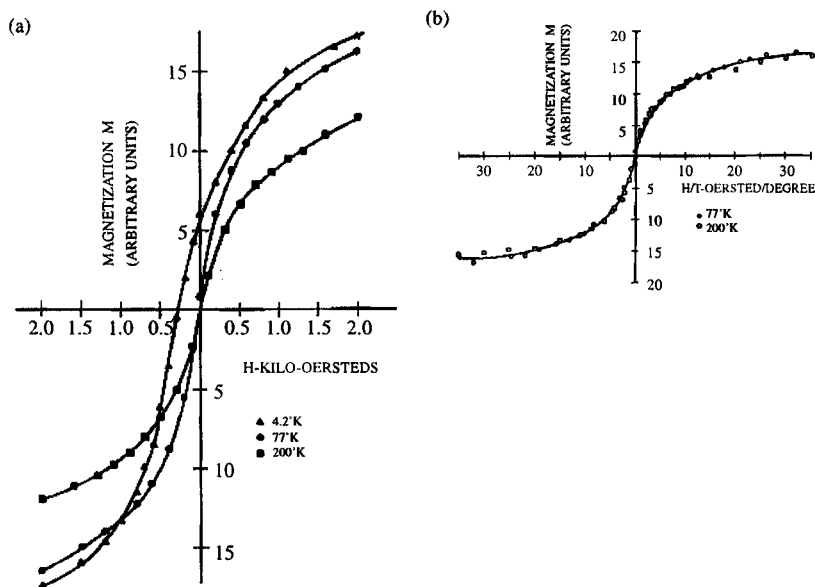 (a)
MAGNETIZATION M
(ARBITRARY UNITS)
15
10
5
2.0 1.5 1.0 0.5 0.5 1.0 1.5 2.0
H-KILO-OERSTEDS
5
10
15
▲ 4.2°K
● 77°K
■ 200°K
(b)
MAGNETIZATION M
(ARBITRARY UNITS)
20
15
10
5
30 20 10 10 20 30
H/T-OERSTED/DEGREE
5
10
15
20
77°K
200°K